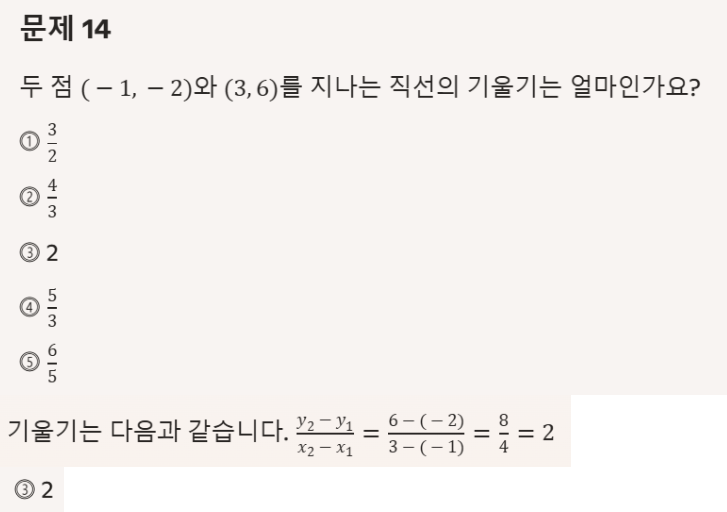 문제 14
두 점 (− 1, − 2)와 (3, 6)를 지나는 직선의 기울기는 얼마인가요?
① 3/2
② 4/3
③ 2
④ 5/3
⑤ 6/5
기울기는 다음과 같습니다. (y₂ − y₁)/(x₂ − x₁) = (6 − (− 2))/(3 − (− 1)) = 8/4 = 2
③ 2